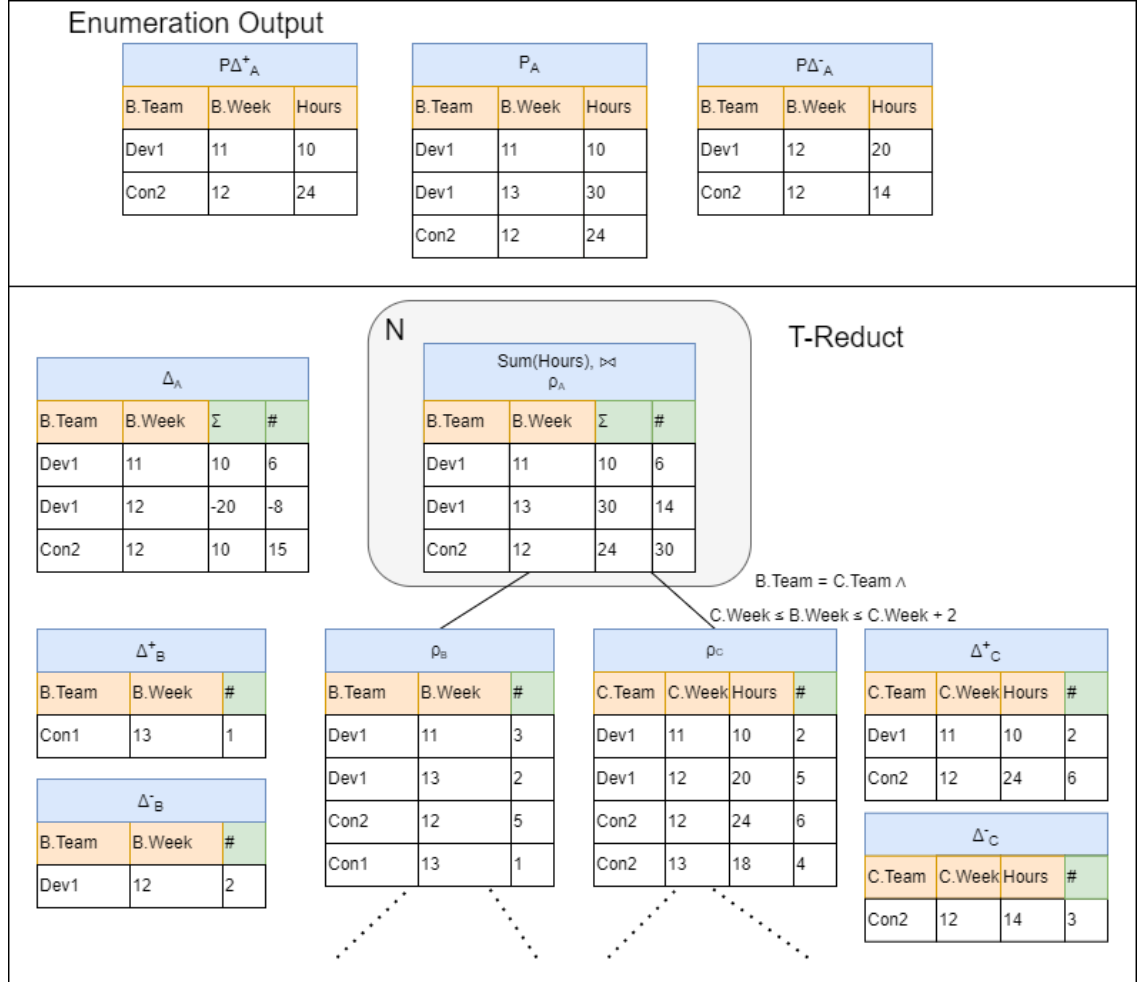 Enumeration Output
PΔ⁺A
B.Team B.Week Hours
Dev1 11 10
Con2 12 24
PA
B.Team B.Week Hours
Dev1 11 10
Dev1 13 30
Con2 12 24
PΔ⁻A
B.Team B.Week Hours
Dev1 12 20
Con2 12 14
N
T-Reduct
ΔA
B.Team B.Week Σ #
Dev1 11 10 6
Dev1 12 -20 -8
Con2 12 10 15
Sum(Hours), ⋈
ρA
B.Team B.Week Σ #
Dev1 11 10 6
Dev1 13 30 14
Con2 12 24 30
B.Team = C.Team ∧
C.Week ≤ B.Week ≤ C.Week + 2
Δ⁺B
B.Team B.Week #
Con1 13 1
Δ⁻B
B.Team B.Week #
Dev1 12 2
ρB
B.Team B.Week #
Dev1 11 3
Dev1 13 2
Con2 12 5
Con1 13 1
ρC
C.Team C.Week Hours #
Dev1 11 10 2
Dev1 12 20 5
Con2 12 24 6
Con2 13 18 4
Δ⁺C
C.Team C.Week Hours #
Dev1 11 10 2
Con2 12 24 6
Δ⁻C
C.Team C.Week Hours #
Con2 12 14 3